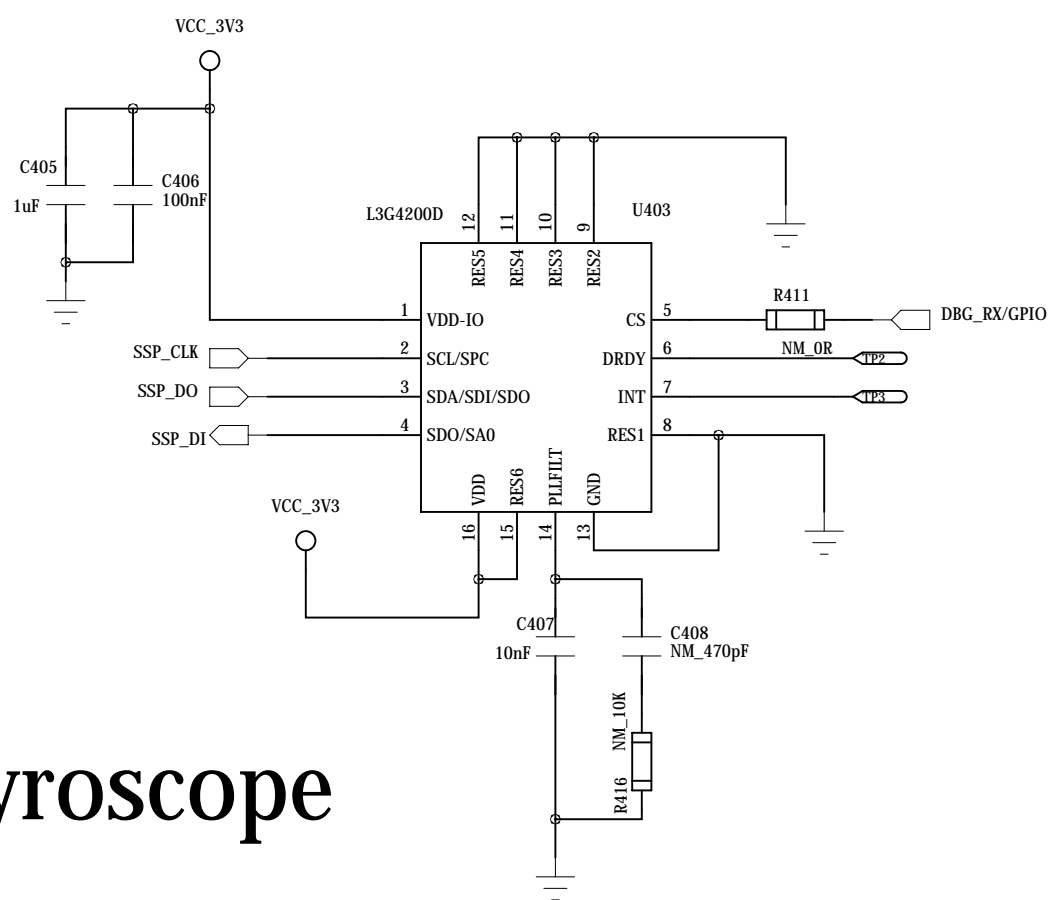 VCC_3V3
C405
1uF
C406
100nF
L3G4200D
U403
12
11
10
9
RES5
RES4
RES3
RES2
1
VDD-IO
SSP_CLK
2
SCL/SPC
SSP_DO
3
SDA/SDI/SDO
SSP_DI
4
SDO/SA0
CS
5
R411
DBG_RX/GPIO
NM_0R
DRDY
6
TP2
INT
7
TP3
RES1
8
VDD
RES6
PLLFILT
GND
16
15
14
13
VCC_3V3
C407
10nF
C408
NM_470pF
NM_10K
R416
yroscope